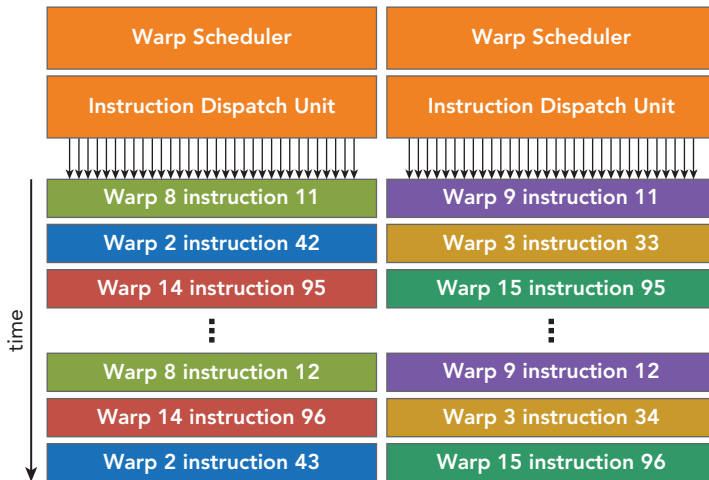 Warp Scheduler
Warp Scheduler
Instruction Dispatch Unit
Instruction Dispatch Unit
Warp 8 instruction 11
Warp 9 instruction 11
Warp 2 instruction 42
Warp 3 instruction 33
Warp 14 instruction 95
Warp 15 instruction 95
time
Warp 8 instruction 12
Warp 9 instruction 12
Warp 14 instruction 96
Warp 3 instruction 34
Warp 2 instruction 43
Warp 15 instruction 96